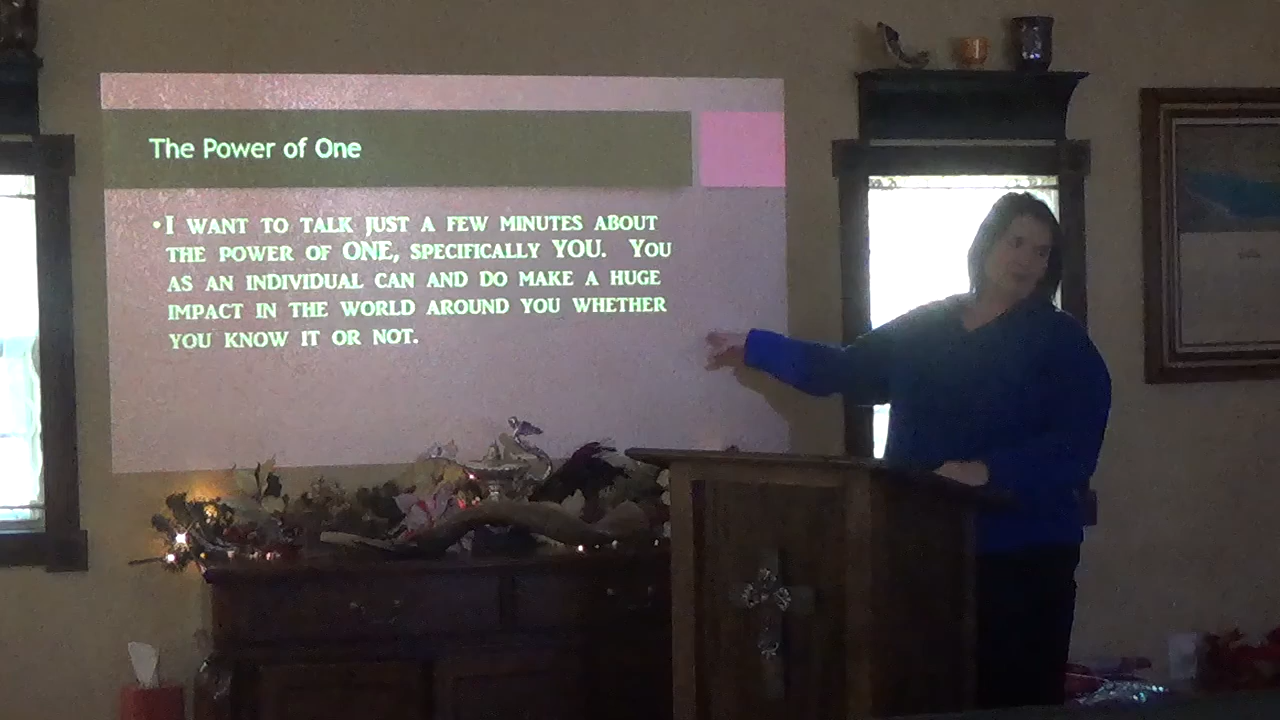 The Power of One
•I WANT TO TALK JUST A FEW MINUTES ABOUT
THE POWER OF ONE, SPECIFICALLY YOU.  YOU
AS AN INDIVIDUAL CAN AND DO MAKE A HUGE
IMPACT IN THE WORLD AROUND YOU WHETHER
YOU KNOW IT OR NOT.